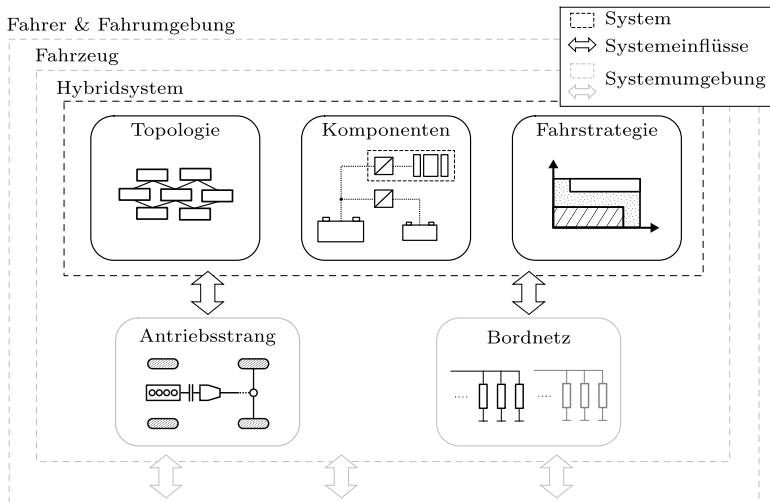 Fahrer & Fahrumgebung
System
Systemeinflüsse
Systemumgebung
Fahrzeug
Hybridsystem
Topologie
Komponenten
Fahrstrategie
Antriebsstrang
Bordnetz